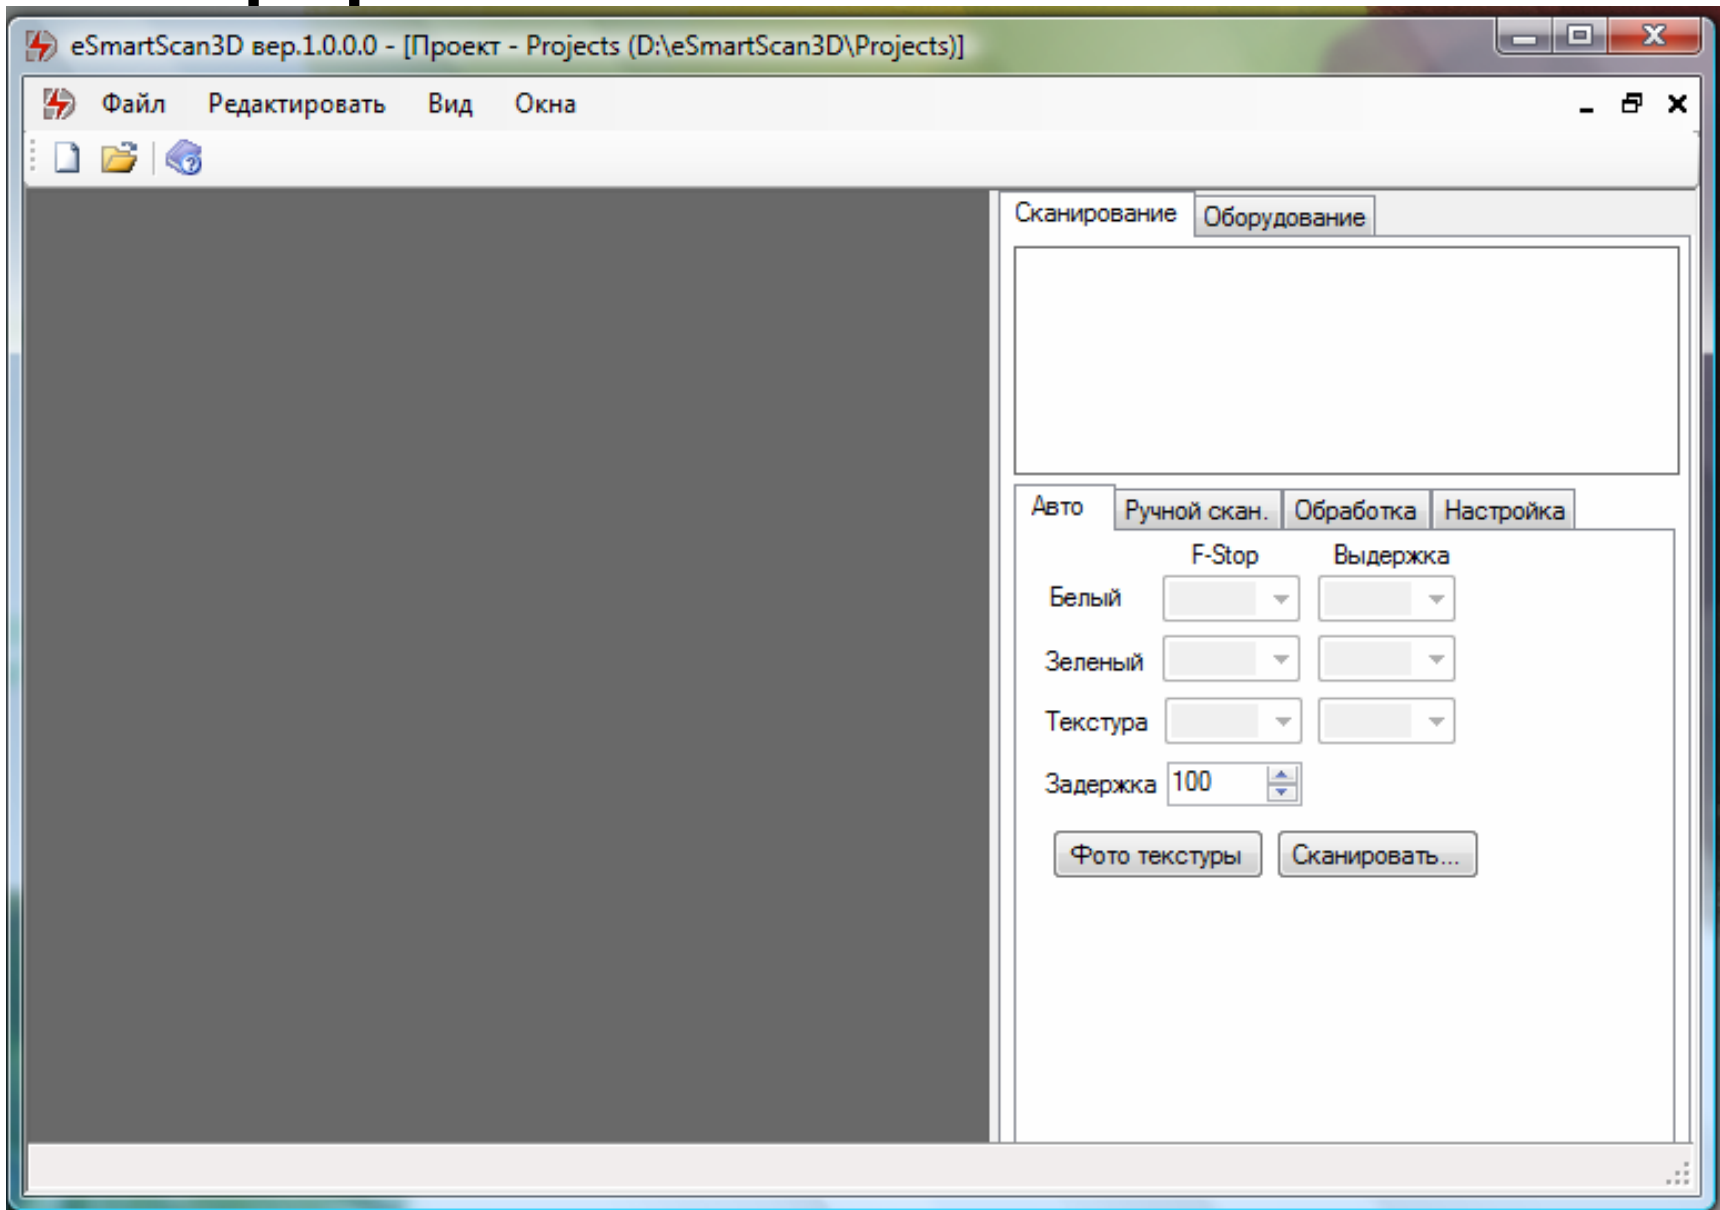 eSmartScan3D вер.1.0.0.0 - [Проект - Projects (D:\eSmartScan3D\Projects)]
Файл Редактировать Вид Окна
Сканирование Оборудование
Авто Ручной скан. Обработка Настройка
F-Stop Выдержка
Белый
Зеленый
Текстура
Задержка 100
Фото текстуры Сканировать...